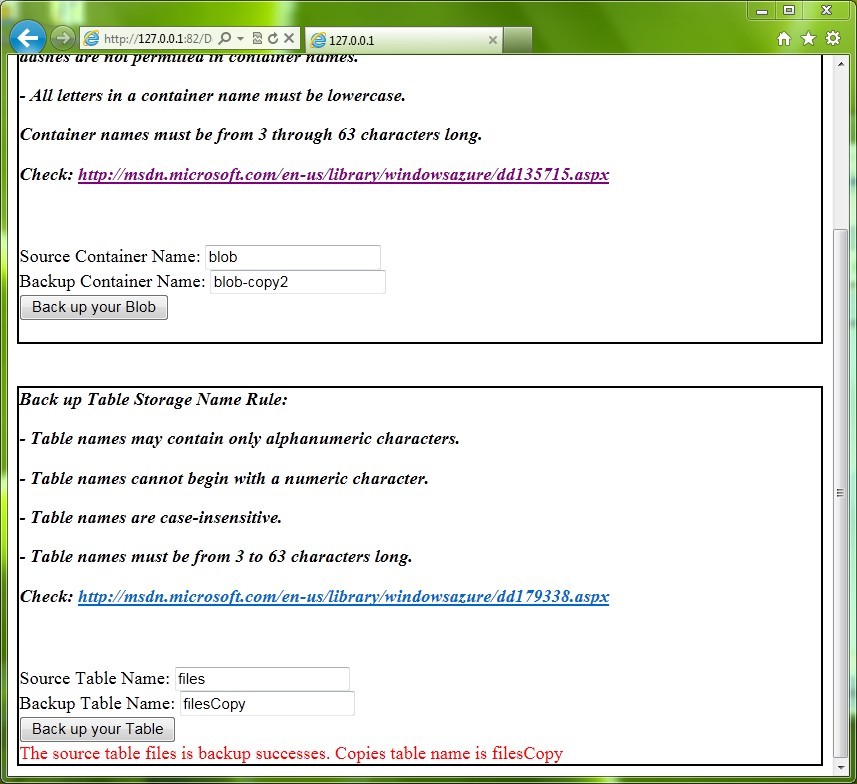 http://127.0.0.1:82/D
127.0.0.1
dashes are not permitted in container names.
- All letters in a container name must be lowercase.
Container names must be from 3 through 63 characters long.
Check: http://msdn.microsoft.com/en-us/library/windowsazure/dd135715.aspx
Source Container Name: blob
Backup Container Name: blob-copy2
Back up your Blob
Back up Table Storage Name Rule:
- Table names may contain only alphanumeric characters.
- Table names cannot begin with a numeric character.
- Table names are case-insensitive.
- Table names must be from 3 to 63 characters long.
Check: http://msdn.microsoft.com/en-us/library/windowsazure/dd179338.aspx
Source Table Name: files
Backup Table Name: filesCopy
Back up your Table
The source table files is backup successes. Copies table name is filesCopy